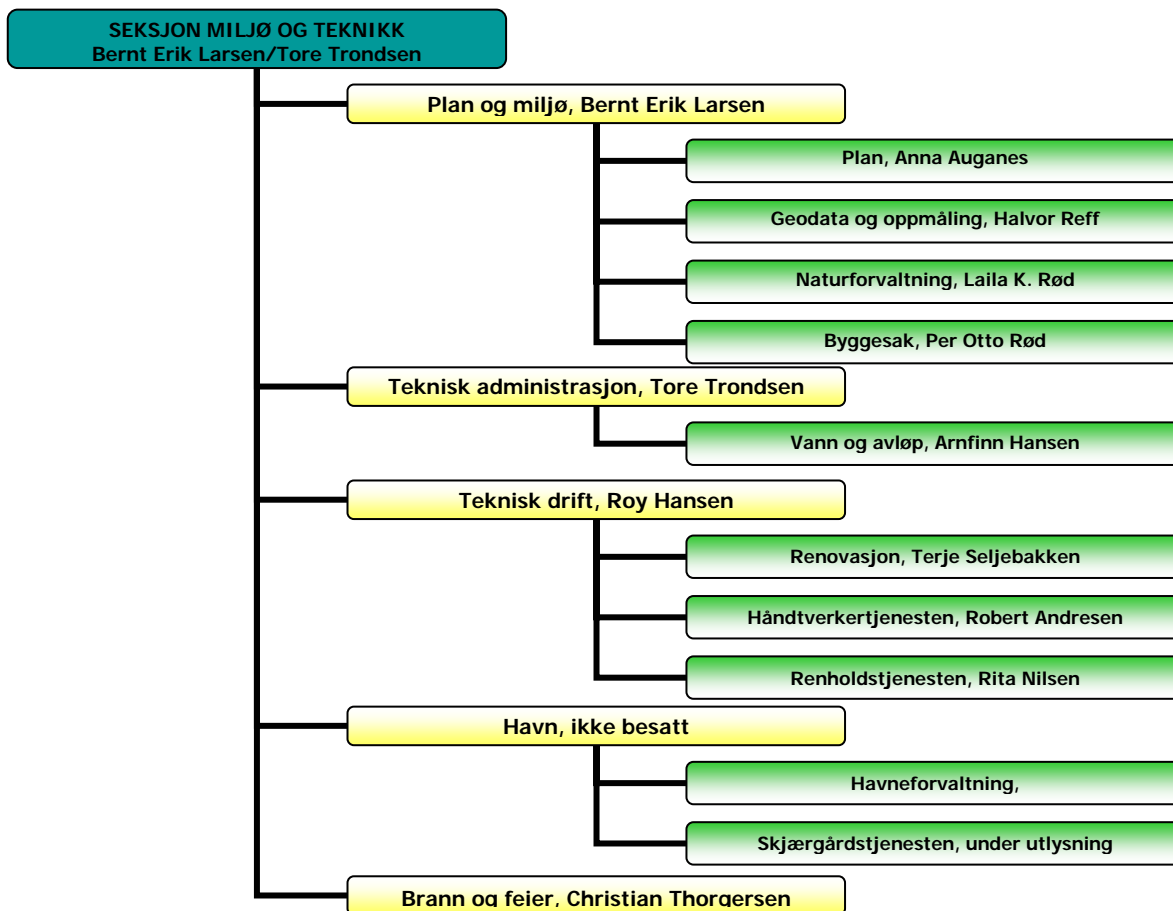 SEKSJON MILJØ OG TEKNIKK
Bernt Erik Larsen/Tore Trondsen
Plan og miljø, Bernt Erik Larsen
Plan, Anna Auganes
Geodata og oppmåling, Halvor Reff
Naturforvaltning, Laila K. Rød
Byggesak, Per Otto Rød
Teknisk administrasjon, Tore Trondsen
Vann og avløp, Arnfinn Hansen
Teknisk drift, Roy Hansen
Renovasjon, Terje Seljebakken
Håndtverkertjenesten, Robert Andresen
Renholdstjenesten, Rita Nilsen
Havn, ikke besatt
Havneforvaltning,
Skjærgårdstjenesten, under utlysning
Brann og feier, Christian Thorgersen